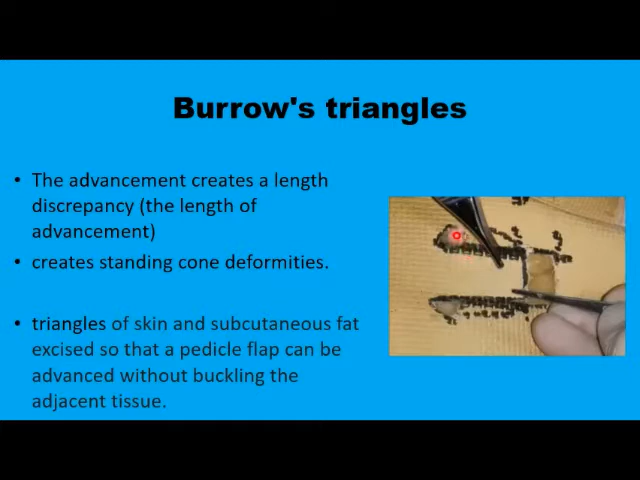 Burrow's triangles
• The advancement creates a length
discrepancy (the length of
advancement)
• creates standing cone deformities.
• triangles of skin and subcutaneous fat
excised so that a pedicle flap can be
advanced without buckling the
adjacent tissue.